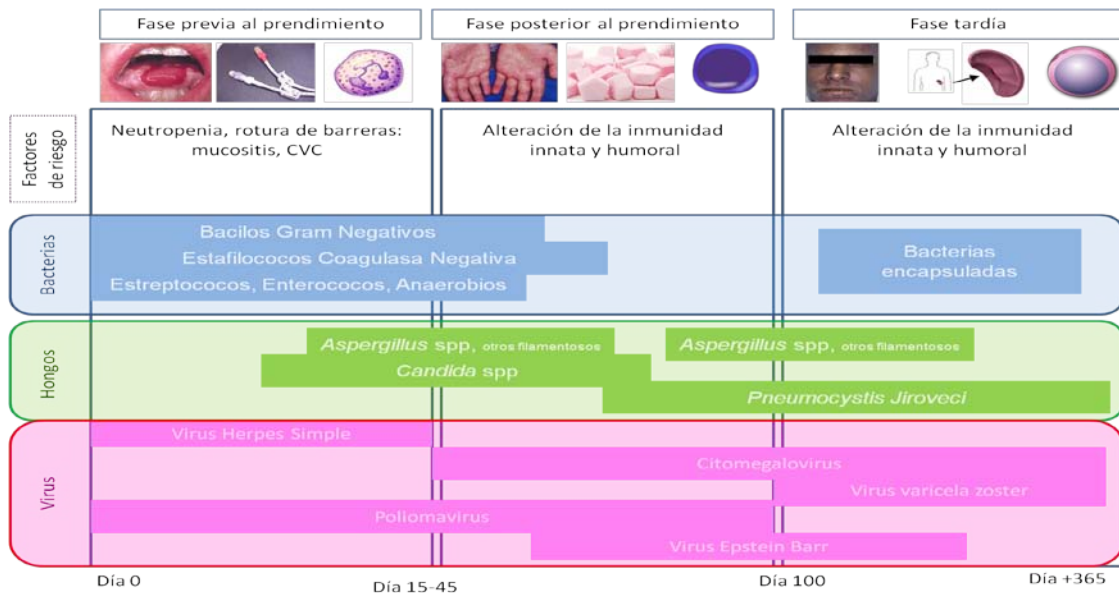 Fase previa al prendimiento
Fase posterior al prendimiento
Fase tardía
Factores
de riesgo
Neutropenia, rotura de barreras:
mucositis, CVC
Alteración de la inmunidad
innata y humoral
Alteración de la inmunidad
innata y humoral
Bacterias
Bacilos Gram Negativos
Estafilococos Coagulasa Negativa
Estreptococos, Enterococos, Anaerobios
Bacterias
encapsuladas
Hongos
Aspergillus spp, otros filamentosos
Aspergillus spp, otros filamentosos
Candida spp
Pneumocystis Jiroveci
Virus
Virus Herpes Simple
Citomegalovirus
Virus varicela zoster
Poliomavirus
Virus Epstein Barr
Día 0
Día 15-45
Día 100
Día +365